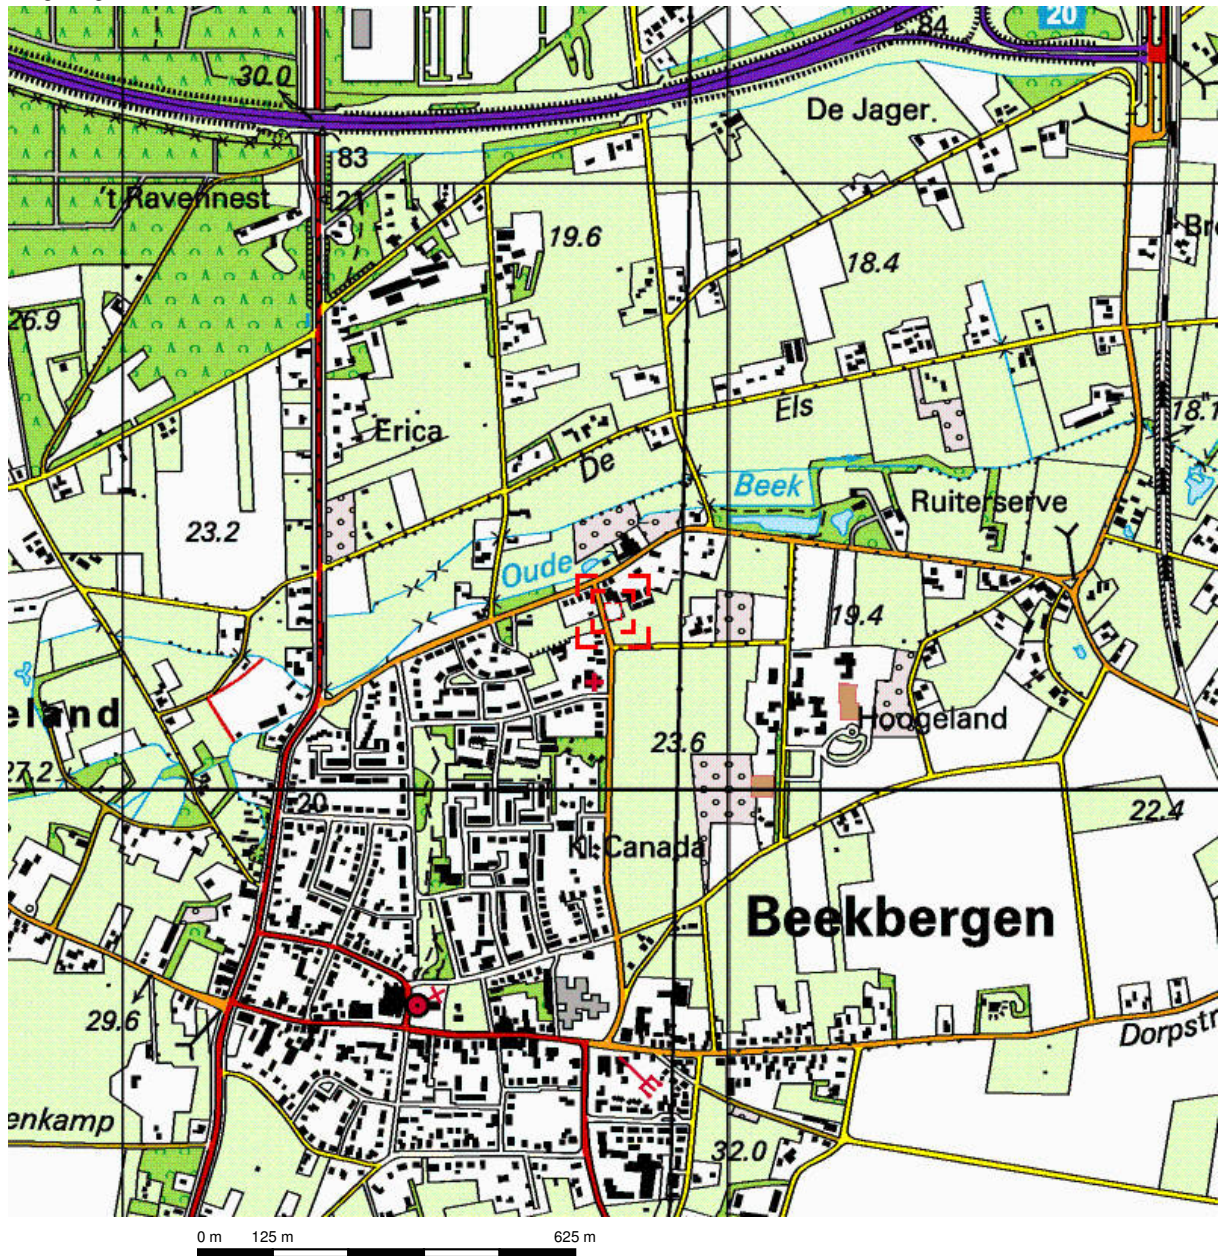 20
84
30.0
De Jager.
83
't Ravennest
21
19.6
Bre
18.4
26.9
Els
Erica
18.1
De
Beek
Ruiterserve
23.2
Oude
19.4
eland
Hoogeland
23.6
27.2
20
22.4
Kl. Canada
Beekbergen
29.6
Dorpstr
enkamp
32.0
0 m 125 m 625 m